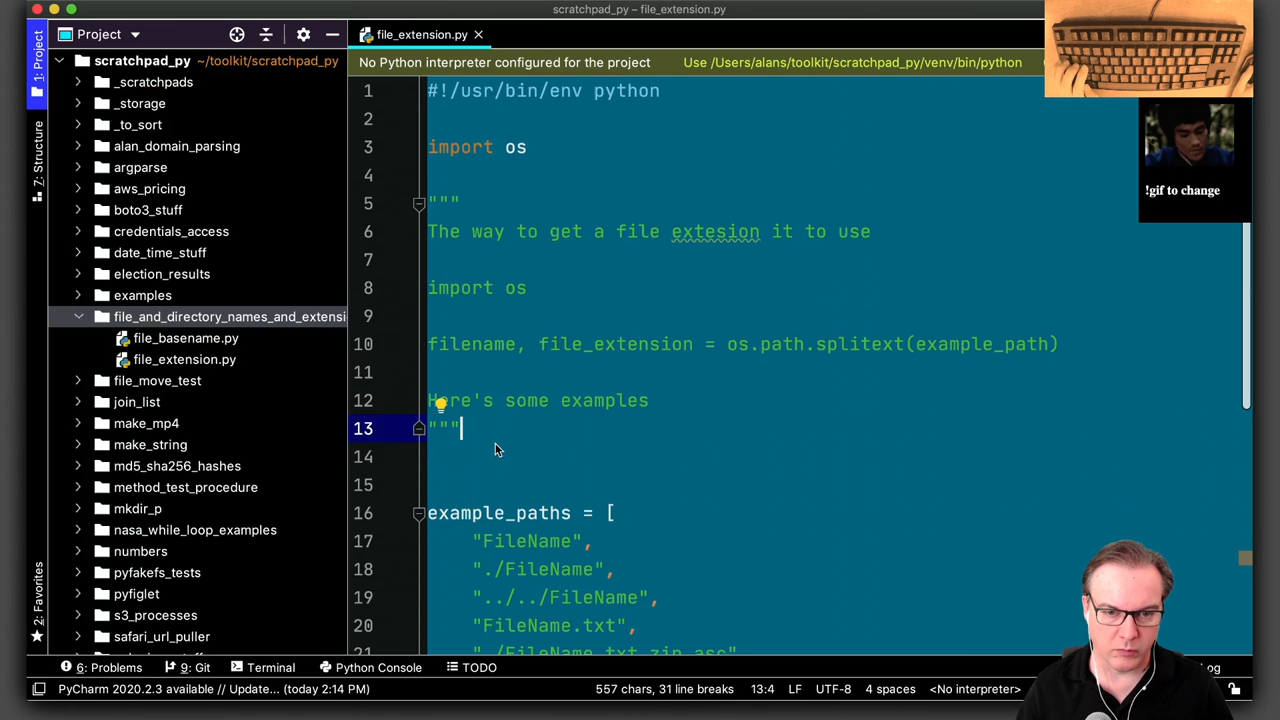 scratchpad_py – file_extension.py
Project
file_extension.py
No Python interpreter configured for the project
Use /Users/alans/toolkit/scratchpad_py/venv/bin/python
1: Project
7: Structure
2: Favorites
scratchpad_py ~/toolkit/scratchpad_py
_scratchpads
_storage
_to_sort
alan_domain_parsing
argparse
aws_pricing
boto3_stuff
credentials_access
date_time_stuff
election_results
examples
file_and_directory_names_and_extensi
file_basename.py
file_extension.py
file_move_test
join_list
make_mp4
make_string
md5_sha256_hashes
method_test_procedure
mkdir_p
nasa_while_loop_examples
numbers
pyfakefs_tests
pyfiglet
s3_processes
safari_url_puller
1 #!/usr/bin/env python
2
3 import os
4
5 """
6 The way to get a file extesion it to use
7
8 import os
9
10 filename, file_extension = os.path.splitext(example_path)
11
12 Here's some examples
13 """
14
15
16 example_paths = [
17 "FileName",
18 "./FileName",
19 "../../FileName",
20 "FileName.txt",
21 "./FileName.txt.zip.asc"
!gif to change
6: Problems
9: Git
Terminal
Python Console
TODO
PyCharm 2020.2.3 available // Update... (today 2:14 PM)
557 chars, 31 line breaks
13:4
LF
UTF-8
4 spaces
<No interpreter>